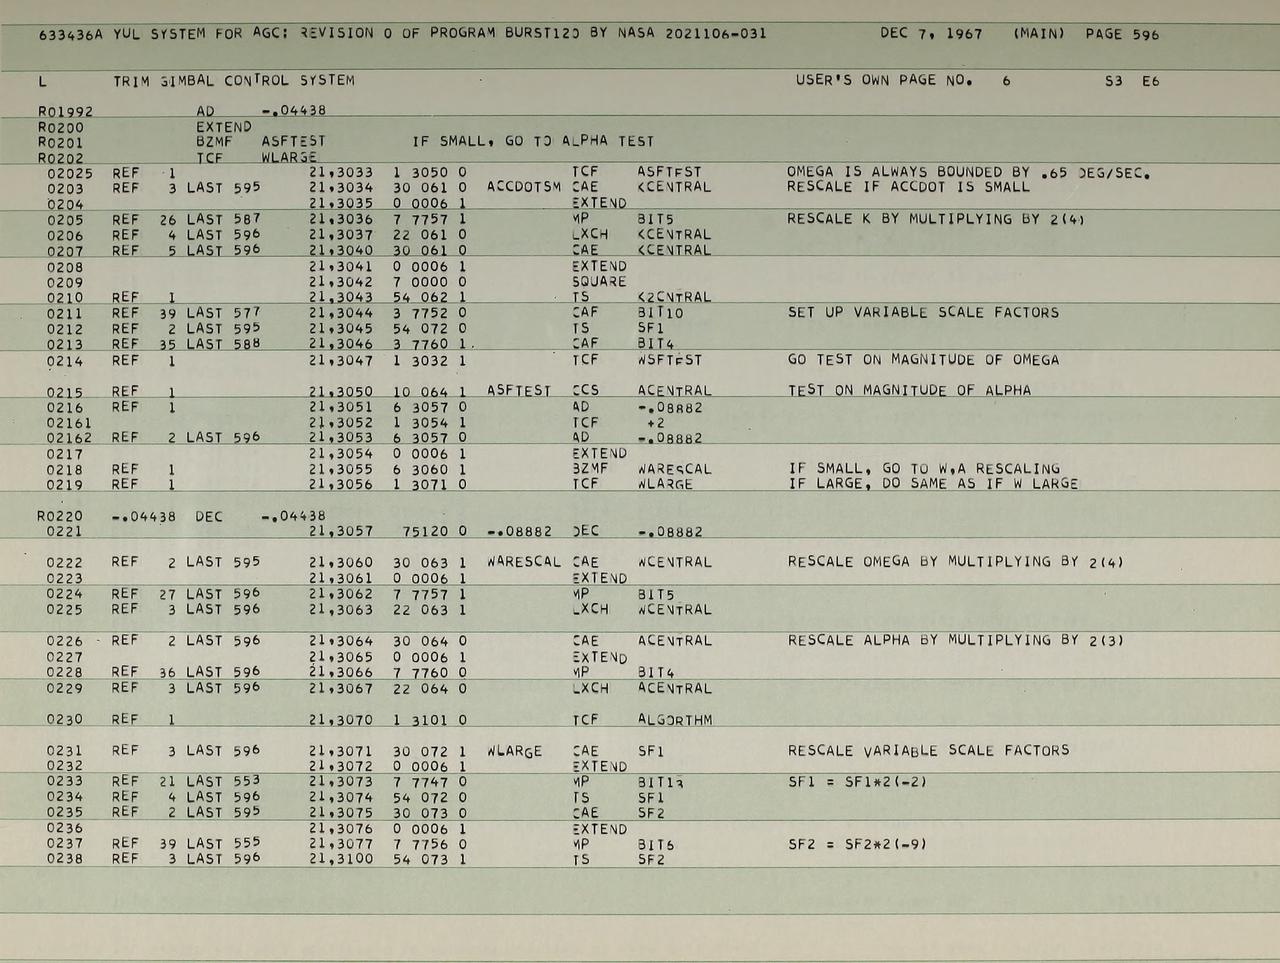 633436A YUL SYSTEM FOR AGC: REVISION 0 OF PROGRAM BURST120 BY NASA 2021106-031 DEC 7, 1967 (MAIN) PAGE 596
L TRIM GIMBAL CONTROL SYSTEM USER'S OWN PAGE NO. 6 S3 E6
R01992 AD -.04438
R0200 EXTEND
R0201 BZMF ASFTEST IF SMALL, GO TO ALPHA TEST
R0202 TCF WLARGE
02025 REF 1 21,3033 1 3050 0 TCF ASFTEST OMEGA IS ALWAYS BOUNDED BY .65 DEG/SEC.
0203 REF 3 LAST 595 21,3034 30 061 0 ACCDOTSM CAE KCENTRAL RESCALE IF ACCDOT IS SMALL
0204 21,3035 0 0006 1 EXTEND
0205 REF 26 LAST 587 21,3036 7 7757 1 MP BIT5 RESCALE K BY MULTIPLYING BY 2(4)
0206 REF 4 LAST 596 21,3037 22 061 0 LXCH KCENTRAL
0207 REF 5 LAST 596 21,3040 30 061 0 CAE KCENTRAL
0208 21,3041 0 0006 1 EXTEND
0209 21,3042 7 0000 0 SQUARE
0210 REF 1 21,3043 54 062 1 TS K2CNTRAL
0211 REF 39 LAST 577 21,3044 3 7752 0 CAF BIT10 SET UP VARIABLE SCALE FACTORS
0212 REF 2 LAST 595 21,3045 54 072 0 TS SF1
0213 REF 35 LAST 588 21,3046 3 7760 1 CAF BIT4
0214 REF 1 21,3047 1 3032 1 TCF WSFTEST GO TEST ON MAGNITUDE OF OMEGA
0215 REF 1 21,3050 10 064 1 ASFTEST CCS ACENTRAL TEST ON MAGNITUDE OF ALPHA
0216 REF 1 21,3051 6 3057 0 AD -.08882
02161 21,3052 1 3054 1 TCF +2
02162 REF 2 LAST 596 21,3053 6 3057 0 AD -.08882
0217 21,3054 0 0006 1 EXTEND
0218 REF 1 21,3055 6 3060 1 BZMF WARESCAL IF SMALL, GO TO W,A RESCALING
0219 REF 1 21,3056 1 3071 0 TCF WLARGE IF LARGE, DO SAME AS IF W LARGE
R0220 -.04438 DEC -.04438
0221 21,3057 75120 0 -.08882 DEC -.08882
0222 REF 2 LAST 595 21,3060 30 063 1 WARESCAL CAE WCENTRAL RESCALE OMEGA BY MULTIPLYING BY 2(4)
0223 21,3061 0 0006 1 EXTEND
0224 REF 27 LAST 596 21,3062 7 7757 1 MP BIT5
0225 REF 3 LAST 596 21,3063 22 063 1 LXCH WCENTRAL
0226 REF 2 LAST 596 21,3064 30 064 0 CAE ACENTRAL RESCALE ALPHA BY MULTIPLYING BY 2(3)
0227 21,3065 0 0006 1 EXTEND
0228 REF 36 LAST 596 21,3066 7 7760 0 MP BIT4
0229 REF 3 LAST 596 21,3067 22 064 0 LXCH ACENTRAL
0230 REF 1 21,3070 1 3101 0 TCF ALGORTHM
0231 REF 3 LAST 596 21,3071 30 072 1 WLARGE CAE SF1 RESCALE VARIABLE SCALE FACTORS
0232 21,3072 0 0006 1 EXTEND
0233 REF 21 LAST 553 21,3073 7 7747 0 MP BIT13 SF1 = SF1*2(-2)
0234 REF 4 LAST 596 21,3074 54 072 0 TS SF1
0235 REF 2 LAST 595 21,3075 30 073 0 CAE SF2
0236 21,3076 0 0006 1 EXTEND
0237 REF 39 LAST 555 21,3077 7 7756 0 MP BIT6 SF2 = SF2*2(-9)
0238 REF 3 LAST 596 21,3100 54 073 1 TS SF2